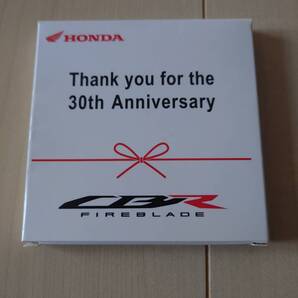 HONDA
Thank you for the
30th Anniversary
CBR
FIREBLADE